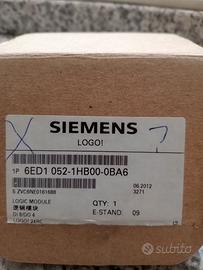 SIEMENS
LOGO!
1P 6ED1 052-1HB00-0BA6
S ZVC6NE0161688
06.2012
3271
LOGIC MODULE
逻辑模块
QTY: 1
DI 8/DO 4
E-STAND: 09
LOGO! 24RC
subito